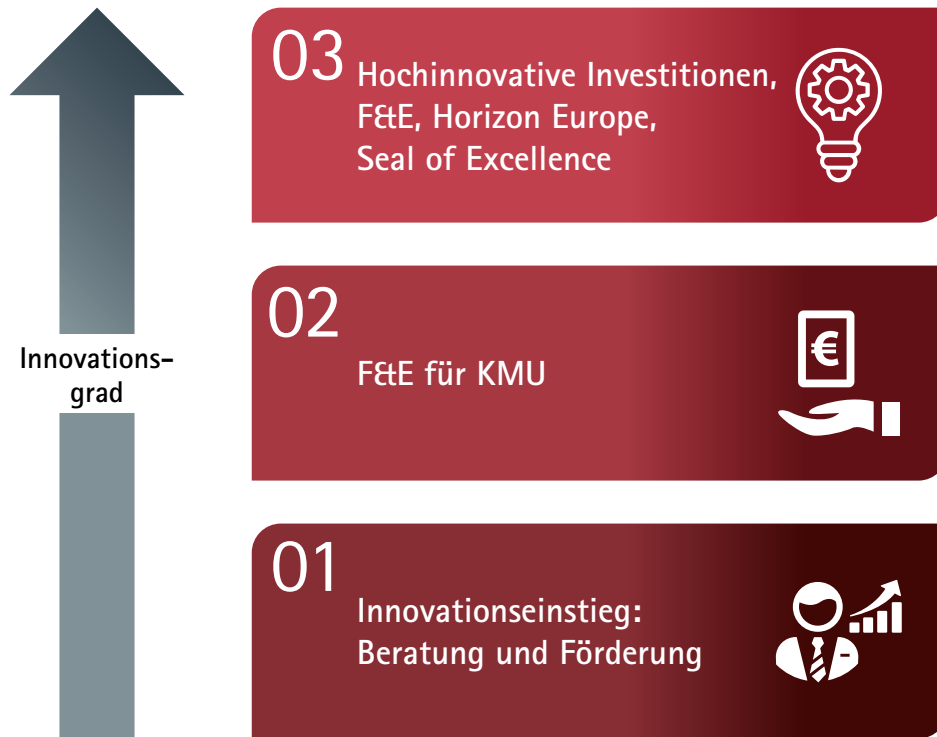 03
Hochinnovative Investitionen,
F&E, Horizon Europe,
Seal of Excellence
02
F&E für KMU
€
Innovations-
grad
01
Innovationseinstieg:
Beratung und Förderung